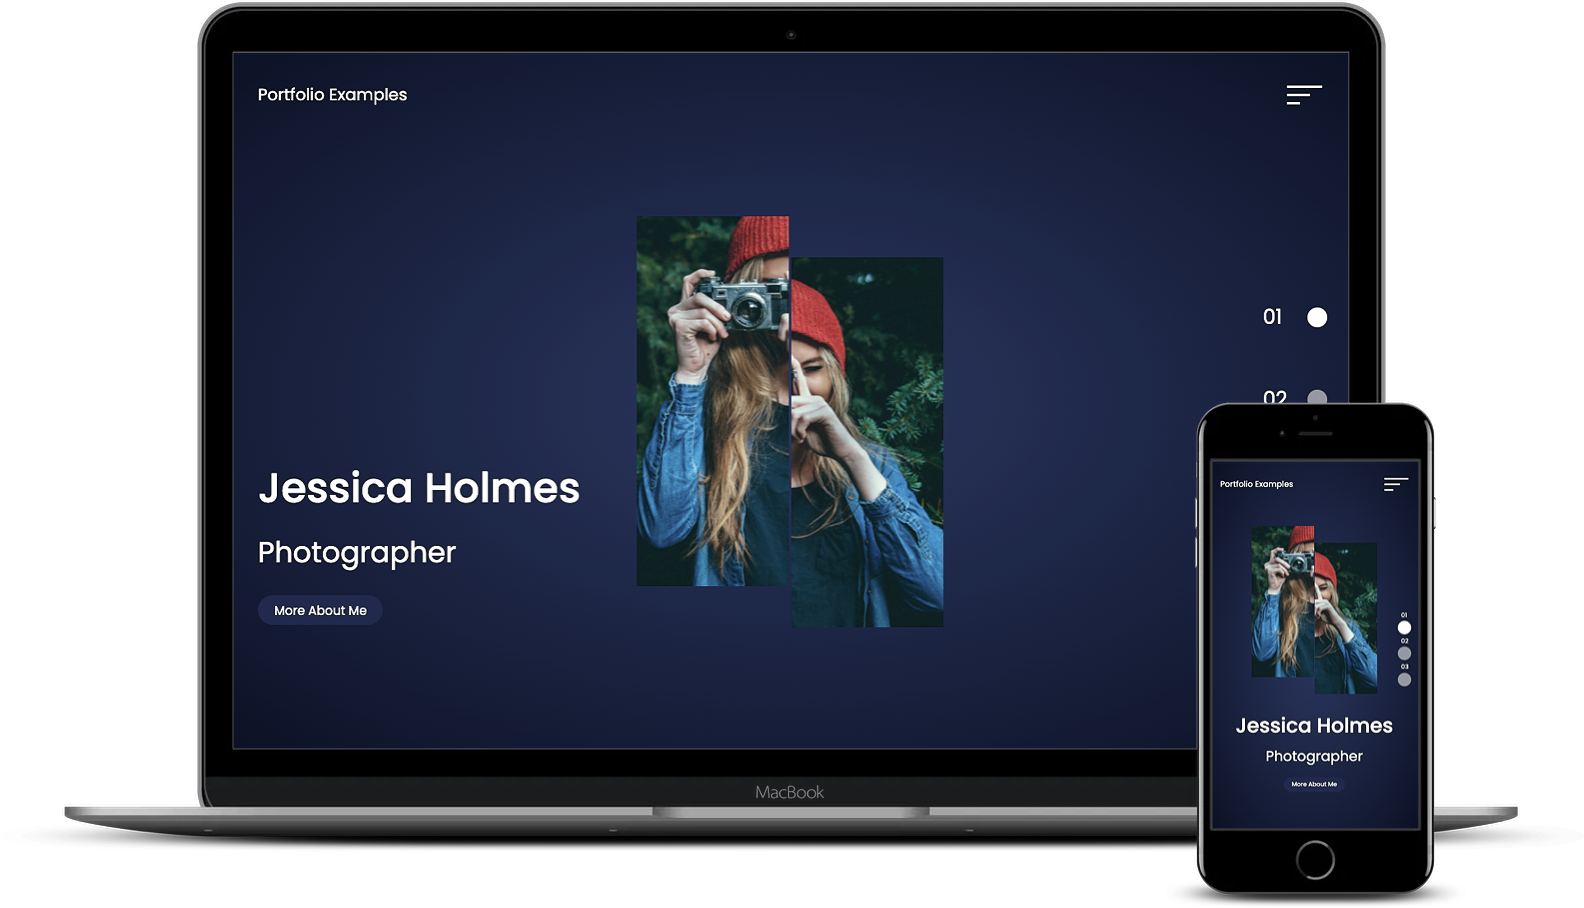 Portfolio Examples
01
02
Jessica Holmes
Photographer
More About Me
MacBook
Portfolio Examples
01
02
03
Jessica Holmes
Photographer
More About Me